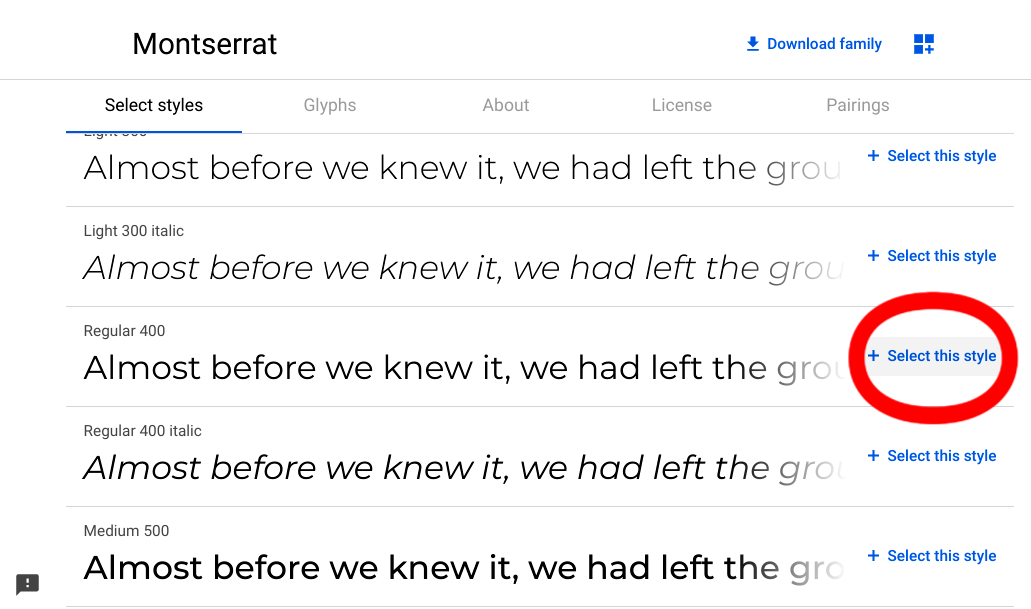 Montserrat
Download family
Select styles Glyphs About License Pairings
Light 300
Almost before we knew it, we had left the grou
+ Select this style
Light 300 italic
Almost before we knew it, we had left the grou
+ Select this style
Regular 400
Almost before we knew it, we had left the grou
+ Select this style
Regular 400 italic
Almost before we knew it, we had left the grou
+ Select this style
Medium 500
Almost before we knew it, we had left the gro
+ Select this style